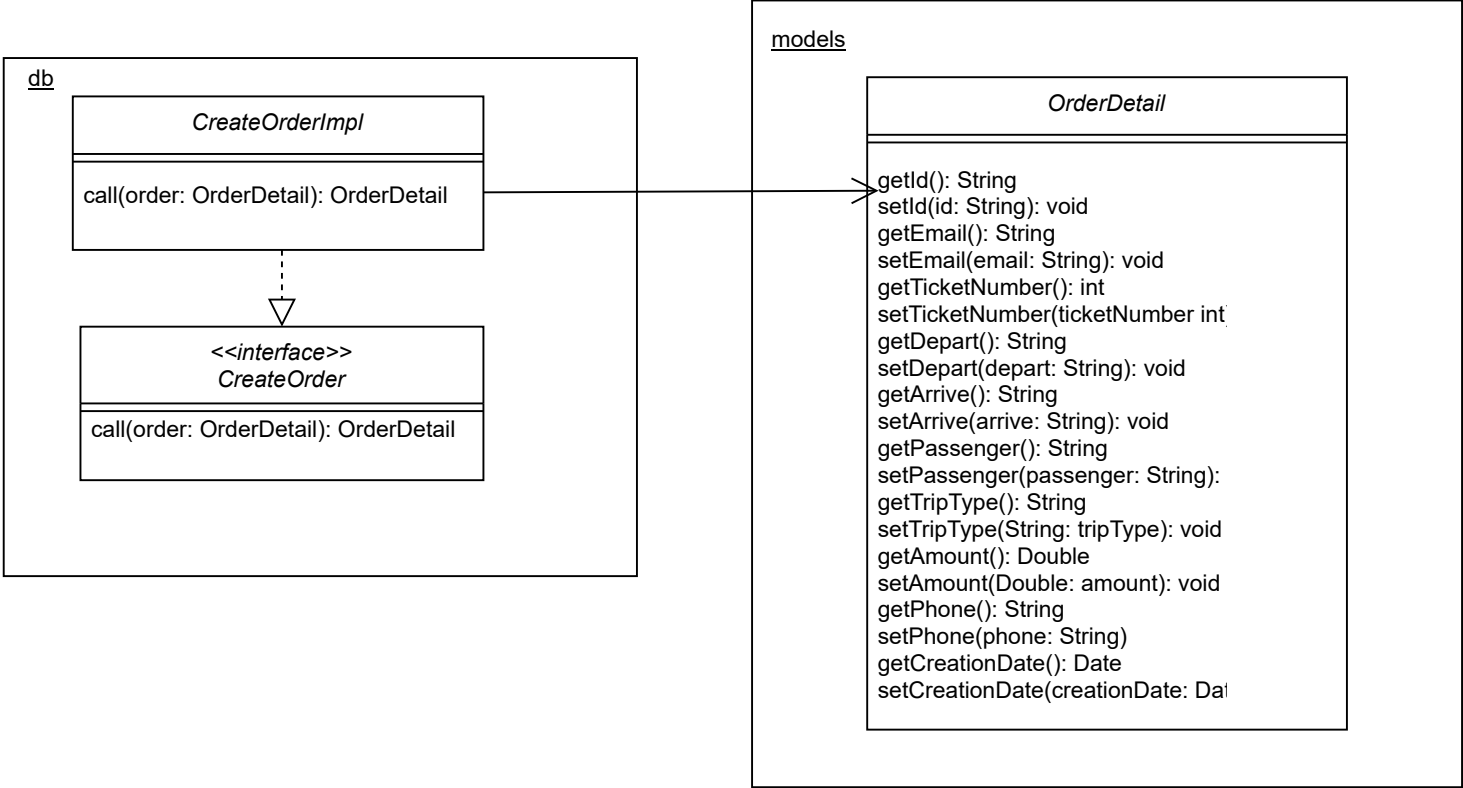 db
CreateOrderImpl
call(order: OrderDetail): OrderDetail
<<interface>>
CreateOrder
call(order: OrderDetail): OrderDetail
models
OrderDetail
getId(): String
setId(id: String): void
getEmail(): String
setEmail(email: String): void
getTicketNumber(): int
setTicketNumber(ticketNumber int)
getDepart(): String
setDepart(depart: String): void
getArrive(): String
setArrive(arrive: String): void
getPassenger(): String
setPassenger(passenger: String):
getTripType(): String
setTripType(String: tripType): void
getAmount(): Double
setAmount(Double: amount): void
getPhone(): String
setPhone(phone: String)
getCreationDate(): Date
setCreationDate(creationDate: Dat